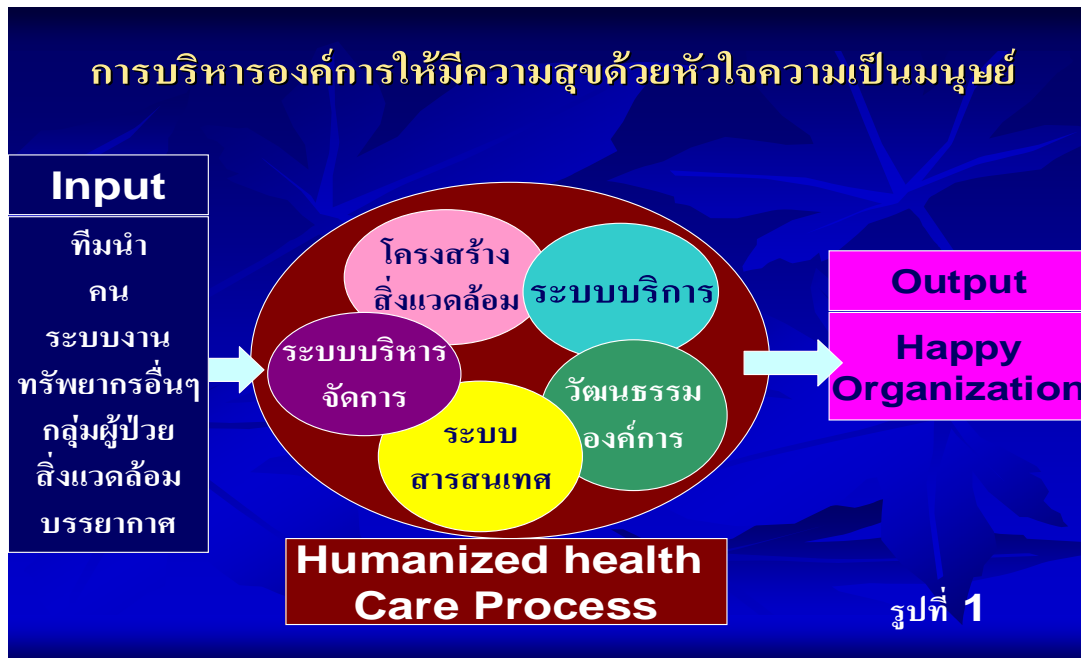 การบริหารองค์การให้มีความสุขด้วยหัวใจความเป็นมนุษย์
Input
ทีมนำ
คน
ระบบงาน
ทรัพยากรอื่นๆ
กลุ่มผู้ป่วย
สิ่งแวดล้อม
บรรยากาศ
โครงสร้าง
สิ่งแวดล้อม
ระบบบริการ
ระบบบริหาร
จัดการ
วัฒนธรรม
องค์การ
ระบบ
สารสนเทศ
Humanized health
Care Process
Output
Happy
Organization
รูปที่ 1